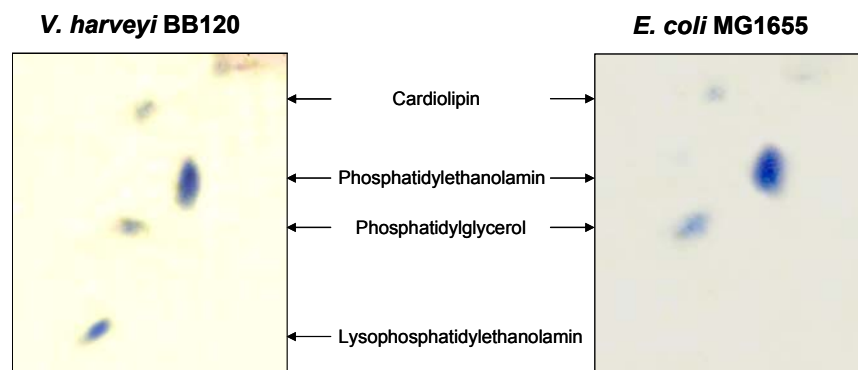 V. harveyi BB120
E. coli MG1655
Cardiolipin
Phosphatidylethanolamin
Phosphatidylglycerol
Lysophosphatidylethanolamin